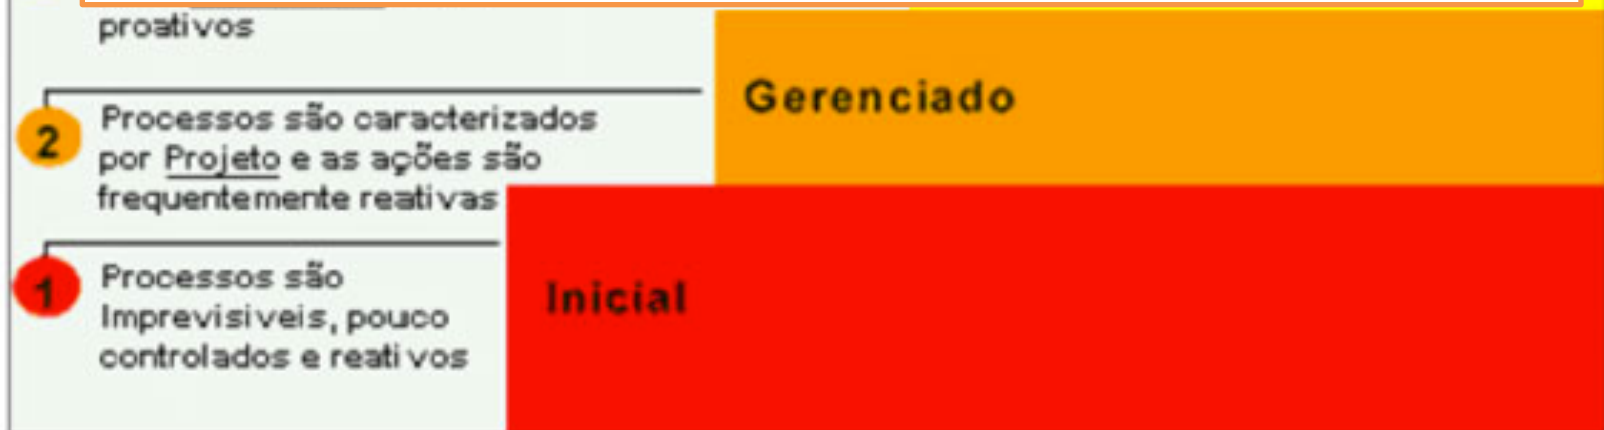 proativos
Gerenciado
2
Processos são caracterizados
por Projeto e as ações são
frequentemente reativas
1
Processos são
Imprevisiveis, pouco
controlados e reativos
Inicial